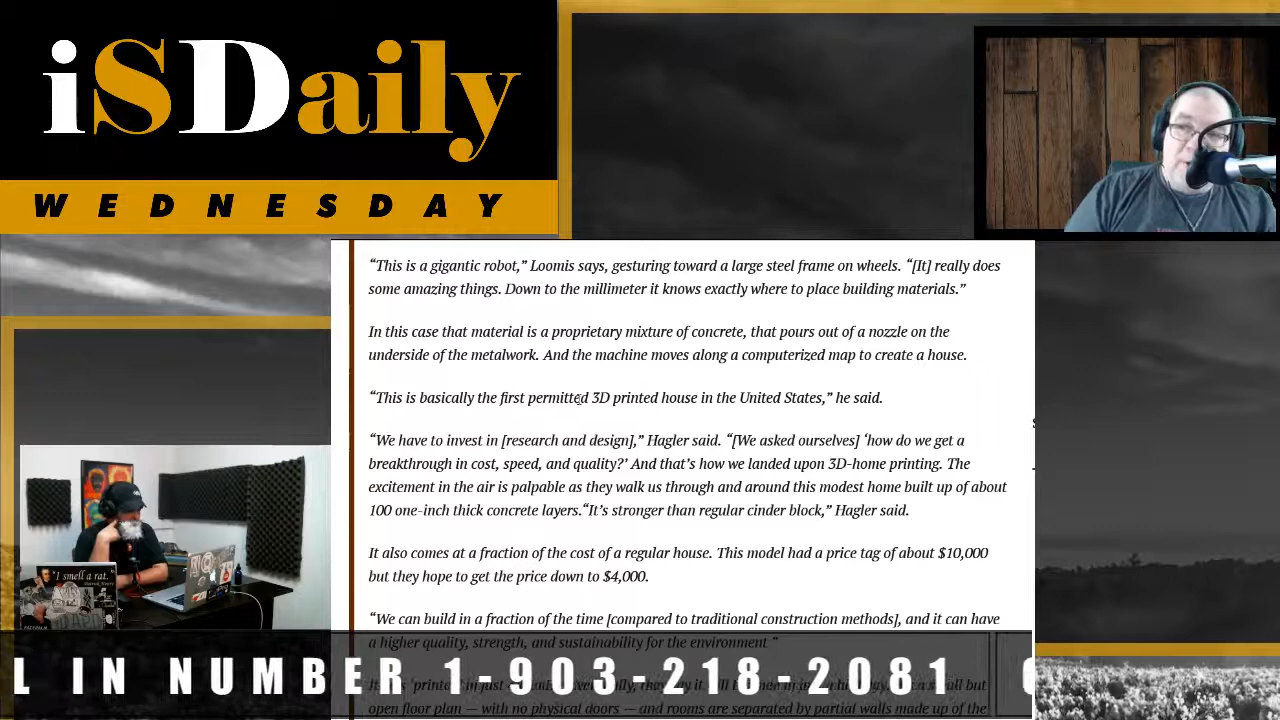 iSDaily
WEDNESDAY
“This is a gigantic robot,” Loomis says, gesturing toward a large steel frame on wheels. “[It] really does
some amazing things. Down to the millimeter it knows exactly where to place building materials.”
In this case that material is a proprietary mixture of concrete, that pours out of a nozzle on the
underside of the metalwork. And the machine moves along a computerized map to create a house.
“This is basically the first permitted 3D printed house in the United States,” he said.
“We have to invest in [research and design],” Hagler said. “[We asked ourselves] ‘how do we get a
breakthrough in cost, speed, and quality?’ And that’s how we landed upon 3D-home printing. The
excitement in the air is palpable as they walk us through and around this modest home built up of about
100 one-inch thick concrete layers.“It’s stronger than regular cinder block,” Hagler said.
It also comes at a fraction of the cost of a regular house. This model had a price tag of about $10,000
but they hope to get the price down to $4,000.
“We can build in a fraction of the time [compared to traditional construction methods], and it can have
a higher quality, strength, and sustainability for the environment ”
open floor plan — with no physical doors — and rooms are separated by partial walls made up of the
"I smell a rat."
L IN NUMBER 1-903-218-2081